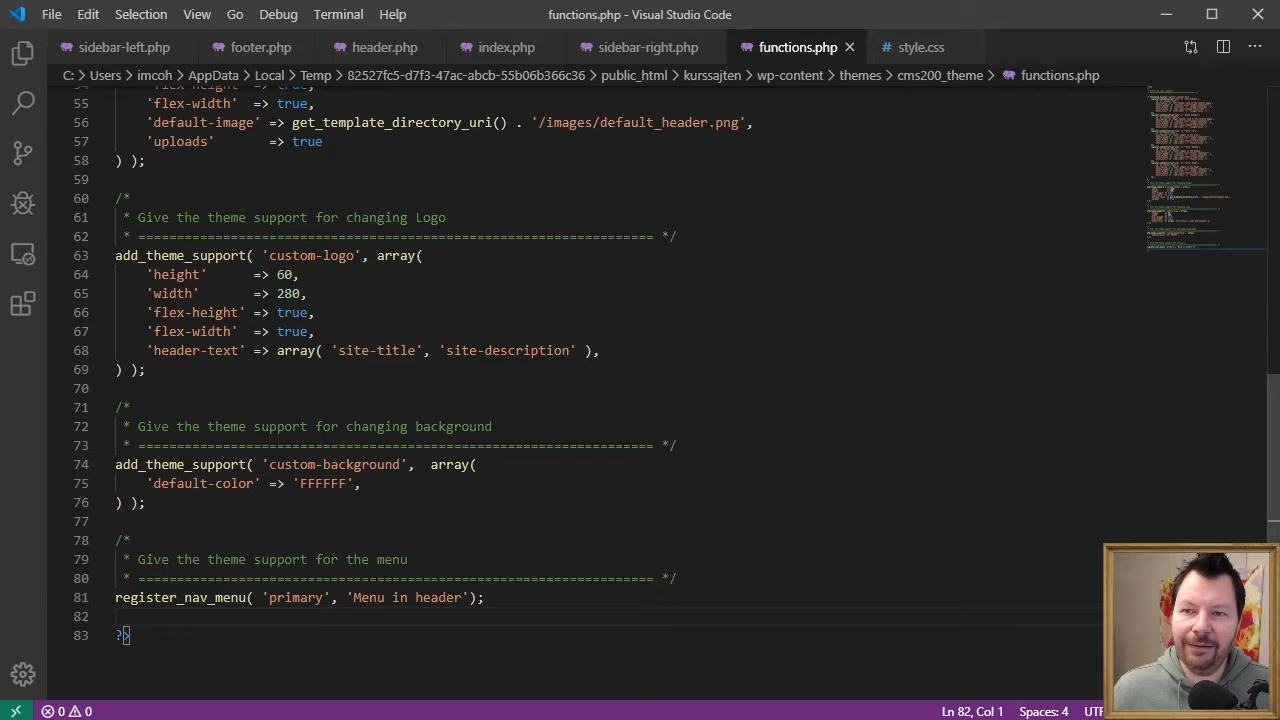 File Edit Selection View Go Debug Terminal Help functions.php - Visual Studio Code
sidebar-left.php footer.php header.php index.php sidebar-right.php functions.php style.css
C: > Users > imcoh > AppData > Local > Temp > 82527fc5-d7f3-47ac-abcb-55b06b366c36 > public_html > kurssajten > wp-content > themes > cms200_theme > functions.php
55 'flex-width' => true,
56 'default-image' => get_template_directory_uri() . '/images/default_header.png',
57 'uploads' => true
58 ) );
59
60 /*
61 * Give the theme support for changing Logo
62 * =================================================================== */
63 add_theme_support( 'custom-logo', array(
64 'height' => 60,
65 'width' => 280,
66 'flex-height' => true,
67 'flex-width' => true,
68 'header-text' => array( 'site-title', 'site-description' ),
69 ) );
70
71 /*
72 * Give the theme support for changing background
73 * =================================================================== */
74 add_theme_support( 'custom-background', array(
75 'default-color' => 'FFFFFF',
76 ) );
77
78 /*
79 * Give the theme support for the menu
80 * =================================================================== */
81 register_nav_menu( 'primary', 'Menu in header');
82
83 ?>
0 0 Ln 82, Col 1 Spaces: 4